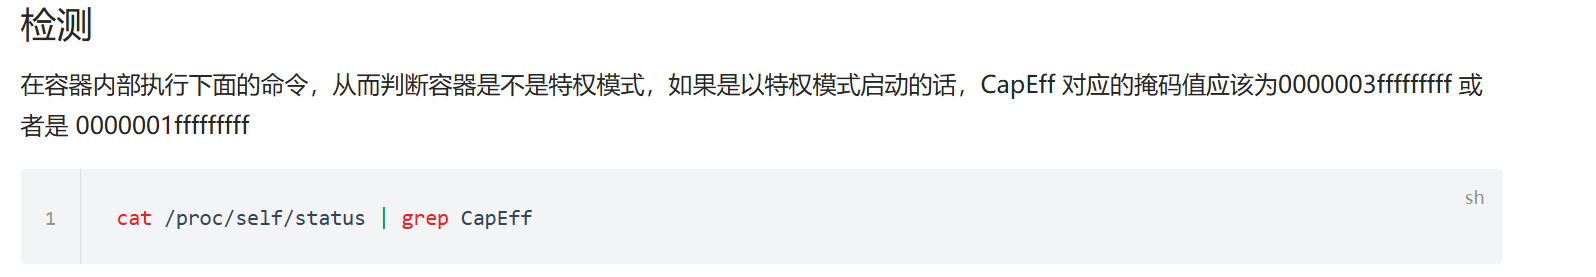 检测
在容器内部执行下面的命令，从而判断容器是不是特权模式，如果是以特权模式启动的话，CapEff 对应的掩码值应该为0000003fffffffff 或
者是 0000001fffffffff
sh
1 cat /proc/self/status | grep CapEff